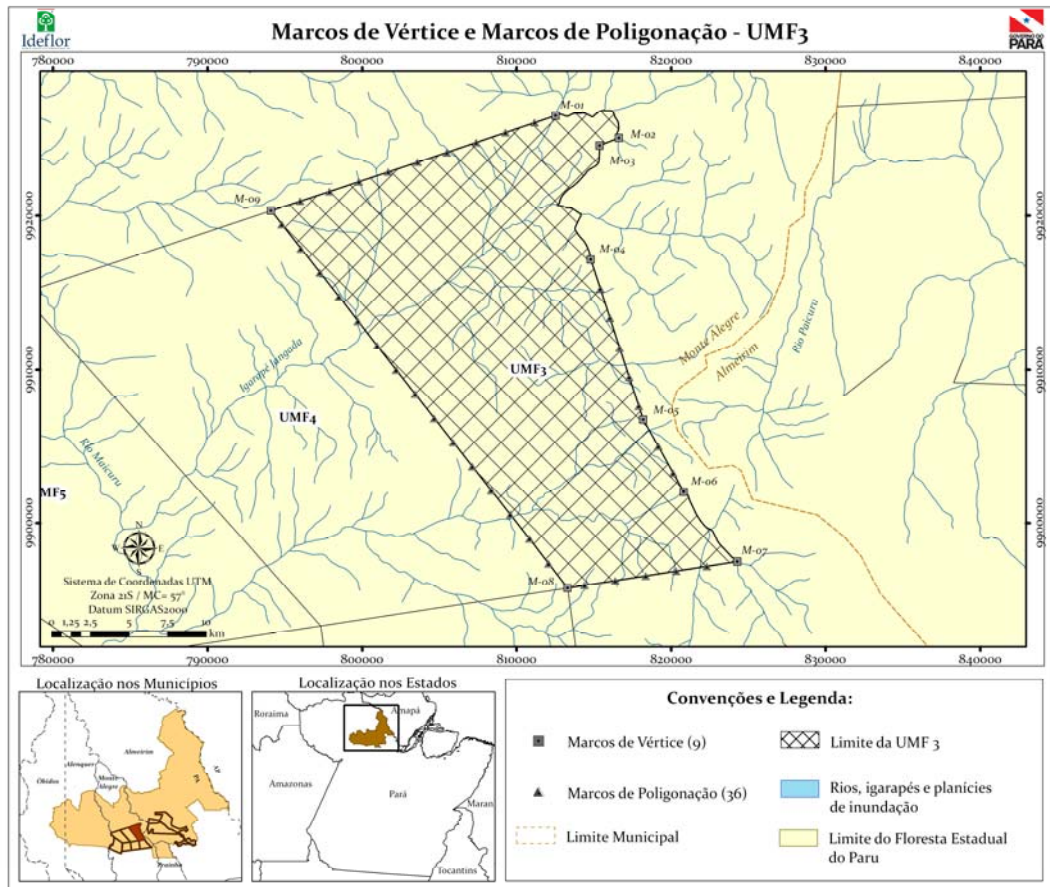 Ideflor
Marcos de Vértice e Marcos de Poligonação - UMF3
GOVERNO DO
PARÁ
780000 790000 800000 810000 820000 830000 840000
M-01
M-02
M-03
M-09
9920000
9920000
M-04
Monte Alegre
Almeirim
Rio Paicuru
Igarapé Jangada
9910000
UMF3
9910000
UMF4
M-05
Rio Maicuru
MF5
M-06
9900000
9900000
N
W E
S
M-07
M-08
Sistema de Coordenadas UTM
Zona 21S / MC= 57°
Datum SIRGAS2000
0 1,25 2,5 5 7,5 10
km
780000 790000 800000 810000 820000 830000 840000
Localização nos Municípios
Almeirim
Óbidos
Alenquer
Monte
Alegre
AP
PA
Prainha
Localização nos Estados
Roraima
Amapá
Amazonas
Pará
Maran
Tocantins
Convenções e Legenda:
Marcos de Vértice (9)
Limite da UMF 3
Marcos de Poligonação (36)
Rios, igarapés e planícies
de inundação
Limite Municipal
Limite do Floresta Estadual
do Paru